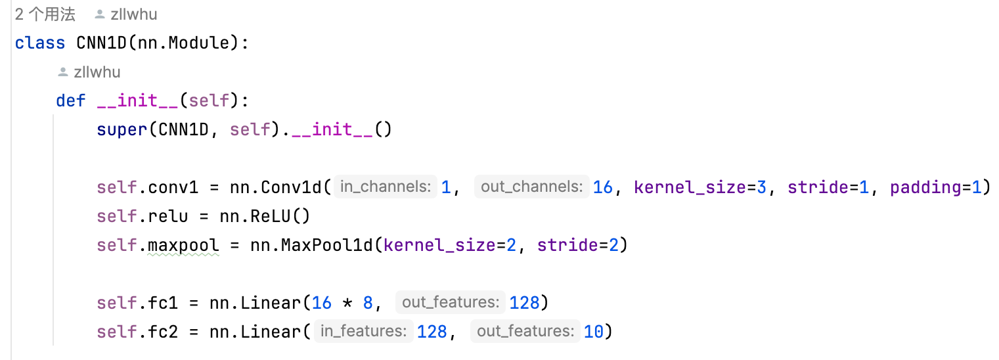 2 个用法 zllwhu
class CNN1D(nn.Module):
zllwhu
def __init__(self):
super(CNN1D, self).__init__()
self.conv1 = nn.Conv1d( in_channels: 1, out_channels: 16, kernel_size=3, stride=1, padding=1)
self.relu = nn.ReLU()
self.maxpool = nn.MaxPool1d(kernel_size=2, stride=2)
self.fc1 = nn.Linear(16 * 8, out_features: 128)
self.fc2 = nn.Linear( in_features: 128, out_features: 10)